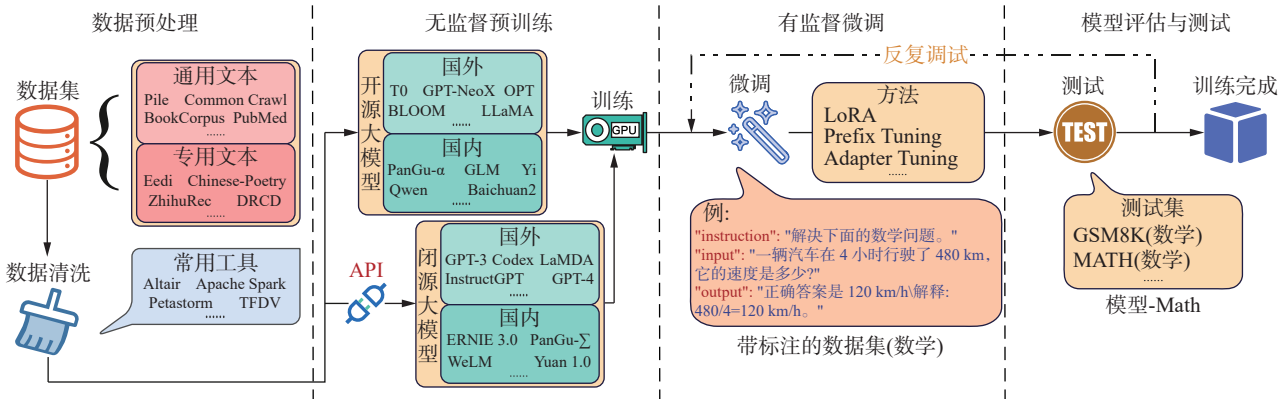 数据预处理
数据集
通用文本
Pile Common Crawl
BookCorpus PubMed
......
专用文本
Eedi Chinese-Poetry
ZhihuRec DRCD
......
数据清洗
常用工具
Altair Apache Spark
Petastorm TFDV
......
无监督预训练
开源大模型
国外
T0 GPT-NeoX OPT
BLOOM LLaMA
......
国内
PanGu-α GLM Yi
Qwen Baichuan2
......
API
闭源大模型
国外
GPT-3 Codex LaMDA
InstructGPT GPT-4
......
国内
ERNIE 3.0 PanGu-∑
WeLM Yuan 1.0
......
训练
GPU
有监督微调
反复调试
微调
方法
LoRA
Prefix Tuning
Adapter Tuning
......
例:
"instruction": "解决下面的数学问题。"
"input": "一辆汽车在 4 小时行驶了 480 km,
它的速度是多少?"
"output": "正确答案是 120 km/h\解释:
480/4=120 km/h。"
带标注的数据集(数学)
模型评估与测试
测试
TEST
训练完成
测试集
GSM8K(数学)
MATH(数学)
......
模型-Math